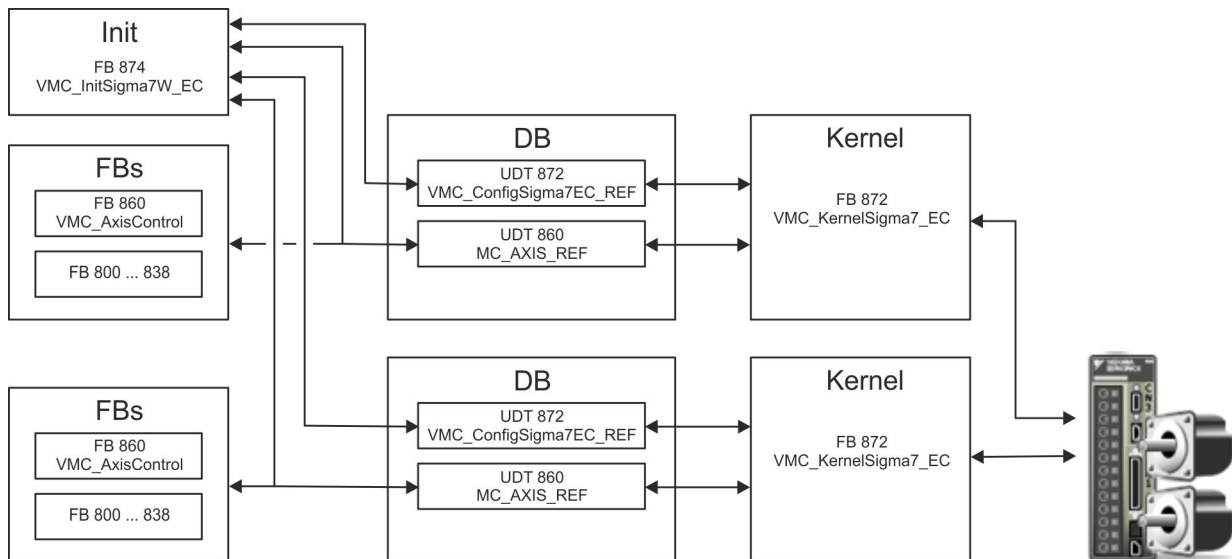 Init
FB 874
VMC_InitSigma7W_EC
FBs
FB 860
VMC_AxisControl
FB 800 ... 838
DB
UDT 872
VMC_ConfigSigma7EC_REF
UDT 860
MC_AXIS_REF
Kernel
FB 872
VMC_KernelSigma7_EC
FBs
FB 860
VMC_AxisControl
FB 800 ... 838
DB
UDT 872
VMC_ConfigSigma7EC_REF
UDT 860
MC_AXIS_REF
Kernel
FB 872
VMC_KernelSigma7_EC